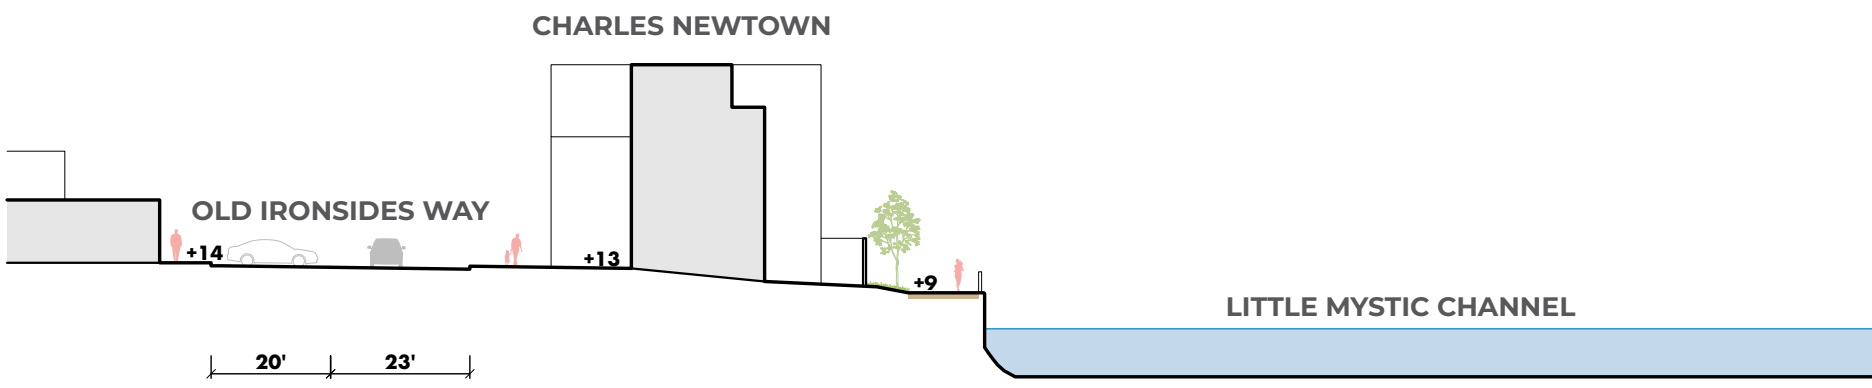 CHARLES NEWTOWN
OLD IRONSIDES WAY
+14
+13
+9
LITTLE MYSTIC CHANNEL
20' 23'